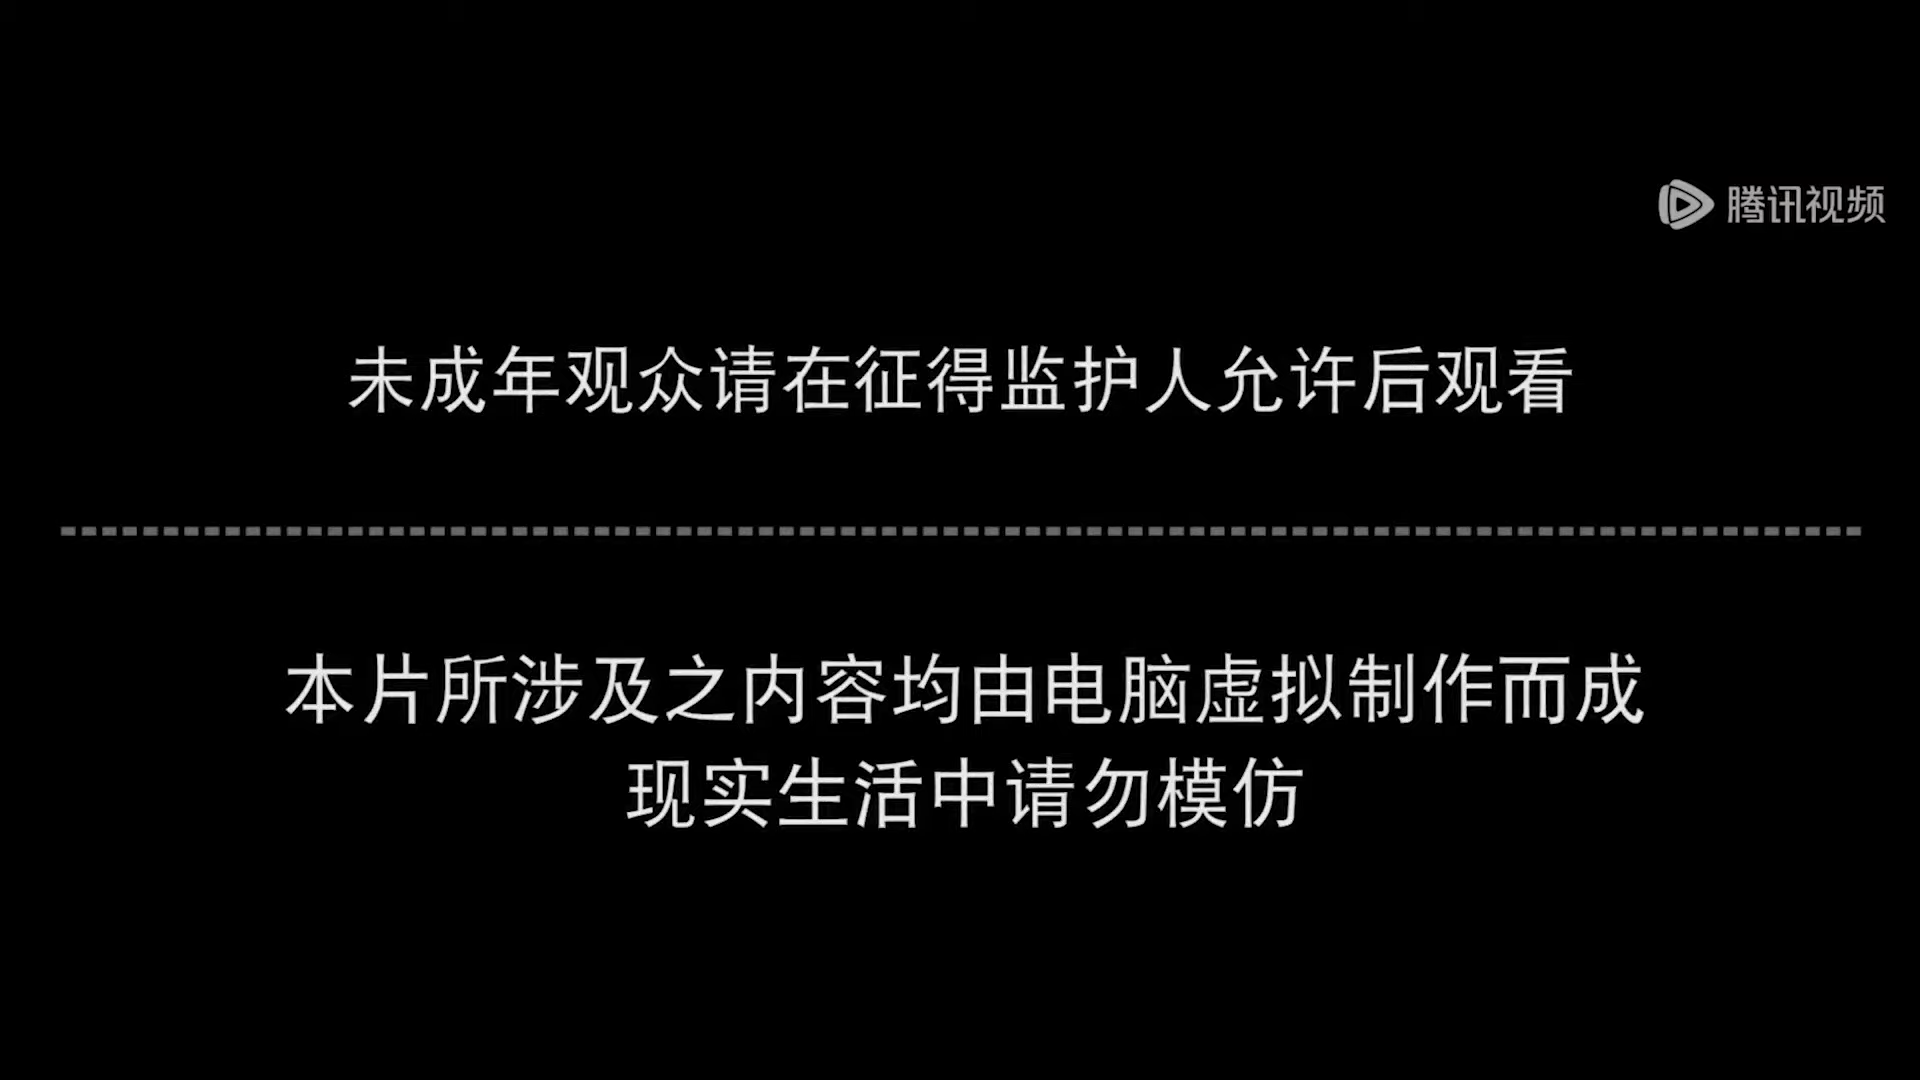 腾讯视频
未成年观众请在征得监护人允许后观看
本片所涉及之内容均由电脑虚拟制作而成
现实生活中请勿模仿